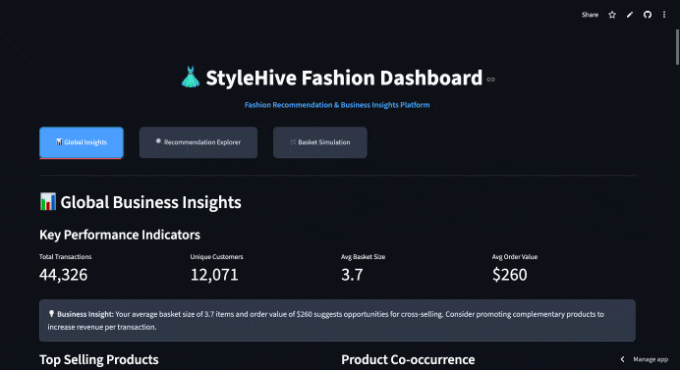 Share
👗 StyleHive Fashion Dashboard
Fashion Recommendation & Business Insights Platform
📊 Global Insights
Recommendation Explorer
Basket Simulation
📊 Global Business Insights
Key Performance Indicators
Total Transactions
44,326
Unique Customers
12,071
Avg Basket Size
3.7
Avg Order Value
$260
💡 Business Insight: Your average basket size of 3.7 items and order value of $260 suggests opportunities for cross-selling. Consider promoting complementary products to
increase revenue per transaction.
Top Selling Products
Product Co-occurrence
Manage app